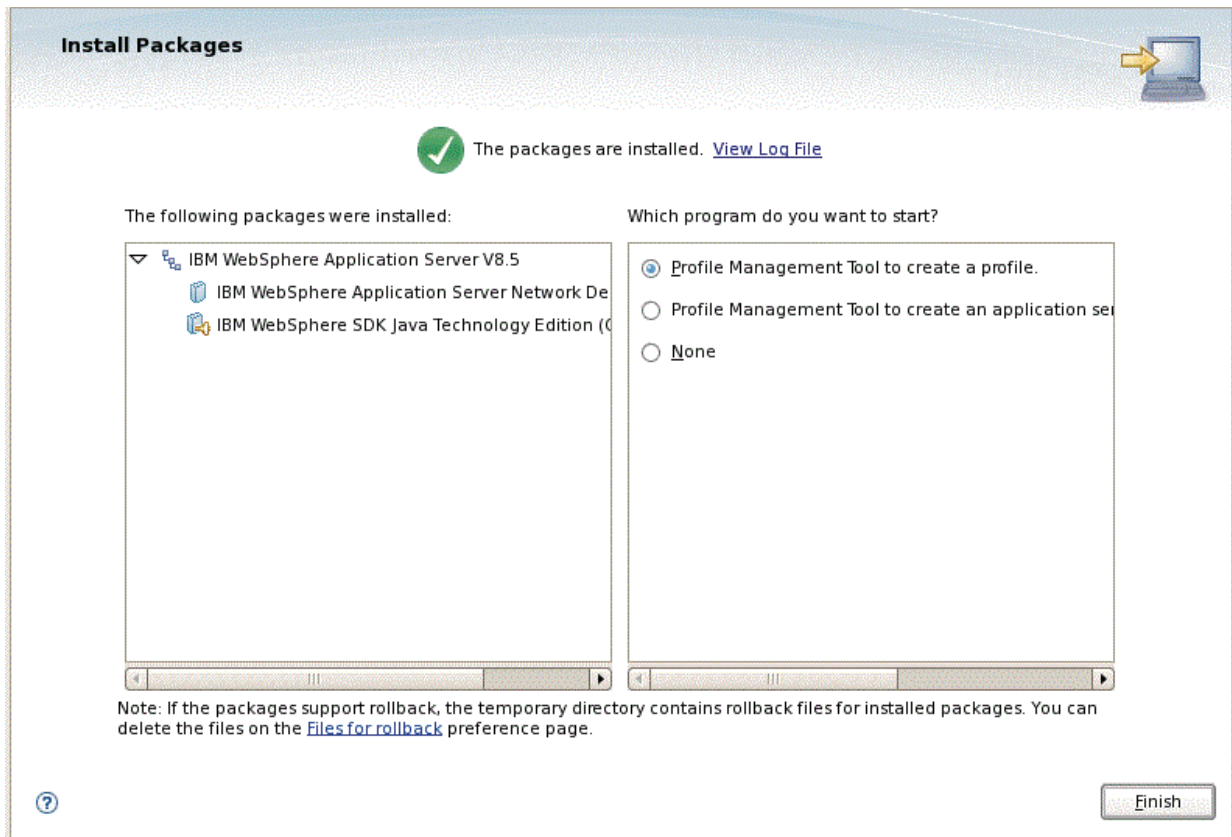 Install Packages
The packages are installed. View Log File
The following packages were installed:
IBM WebSphere Application Server V8.5
IBM WebSphere Application Server Network De
IBM WebSphere SDK Java Technology Edition (
Which program do you want to start?
Profile Management Tool to create a profile.
Profile Management Tool to create an application se
None
Note: If the packages support rollback, the temporary directory contains rollback files for installed packages. You can
delete the files on the Files for rollback preference page.
?
Finish